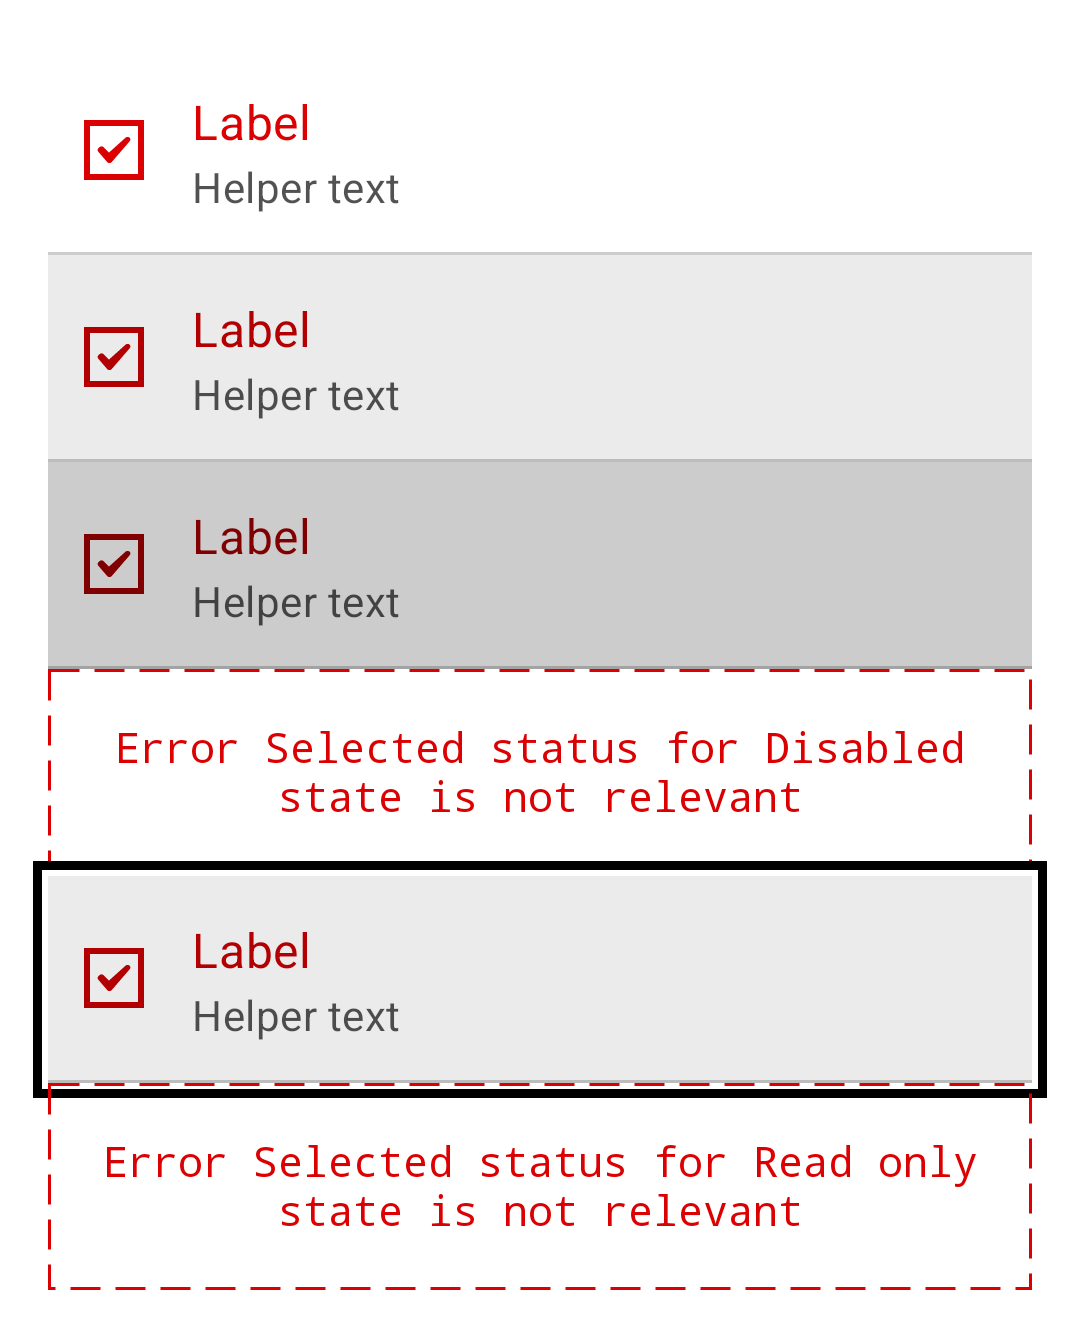 Label
Helper text
Label
Helper text
Label
Helper text
Error Selected status for Disabled
state is not relevant
Label
Helper text
Error Selected status for Read only
state is not relevant